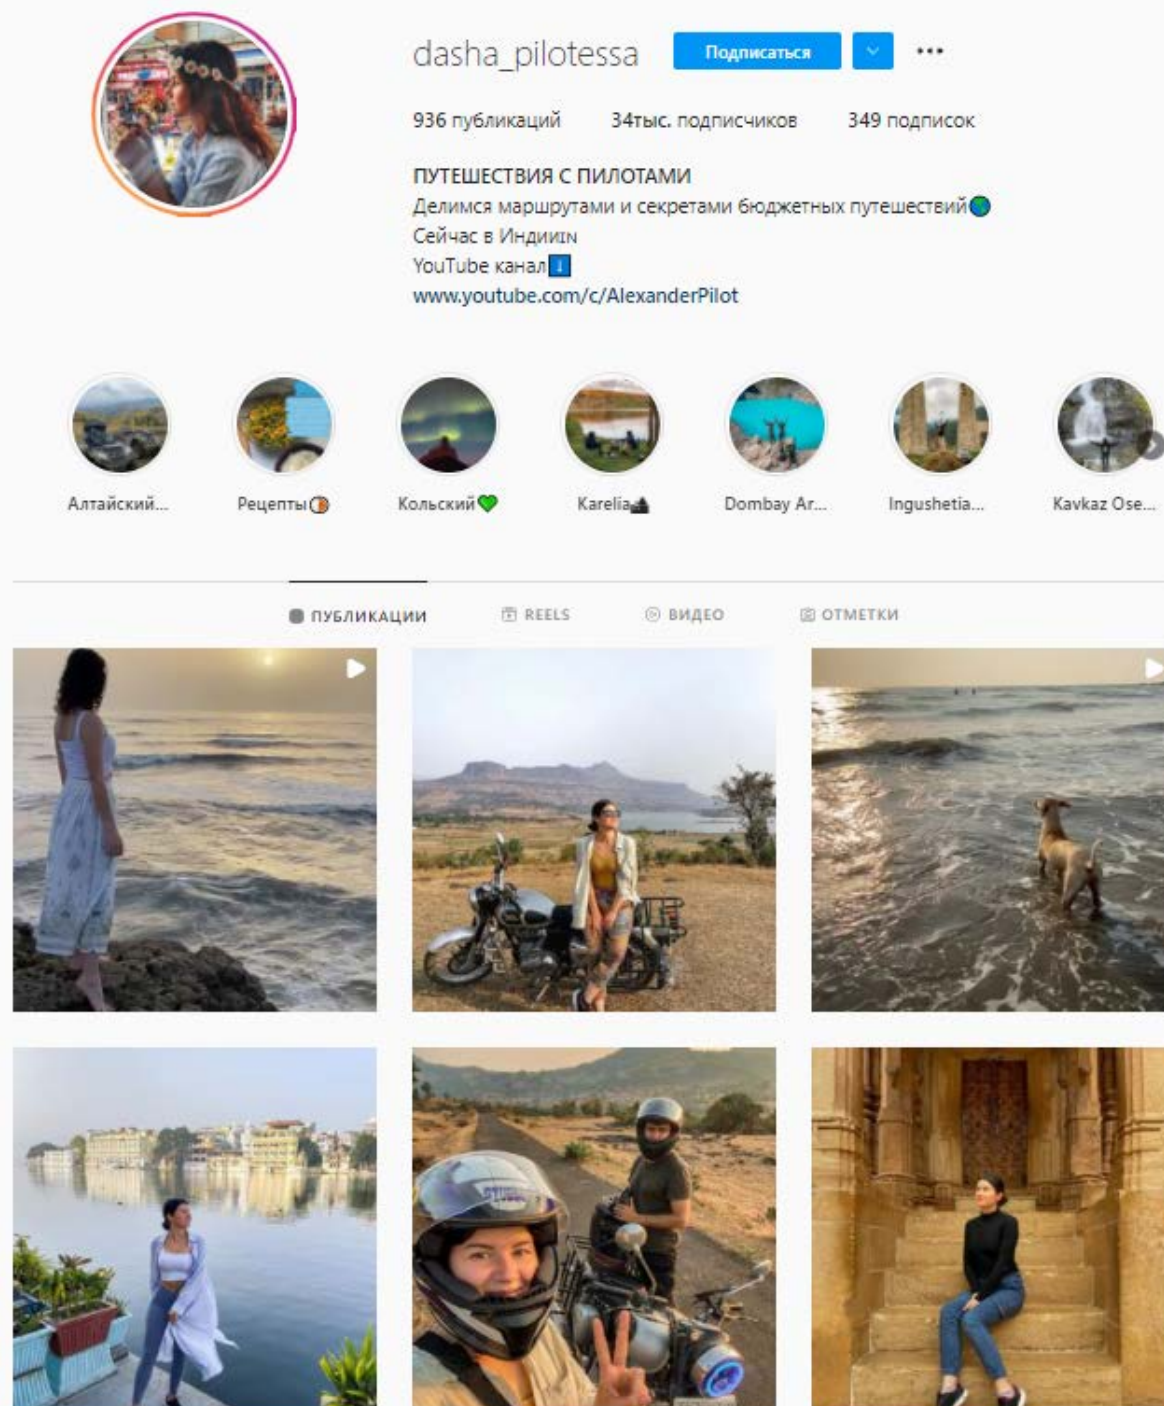 dasha_pilotessa Подписаться
936 публикаций 34тыс. подписчиков 349 подписок
ПУТЕШЕСТВИЯ С ПИЛОТАМИ
Делимся маршрутами и секретами бюджетных путешествий🌍
Сейчас в ИндииIN
YouTube канал⬇️
www.youtube.com/c/AlexanderPilot
Алтайский... Рецепты Кольский💚 Karelia Dombay Ar... Ingushetia... Kavkaz Ose...
ПУБЛИКАЦИИ REELS ВИДЕО ОТМЕТКИ